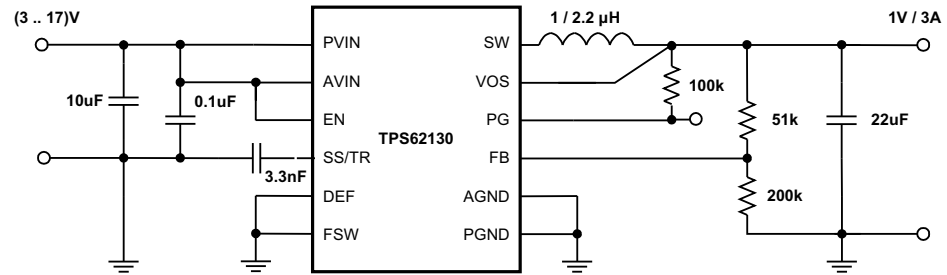 (3 .. 17)V
1 / 2.2 µH
1V / 3A
PVIN
SW
AVIN
VOS
10uF
0.1uF
100k
EN
PG
51k
22uF
TPS62130
SS/TR
FB
3.3nF
DEF
AGND
200k
FSW
PGND